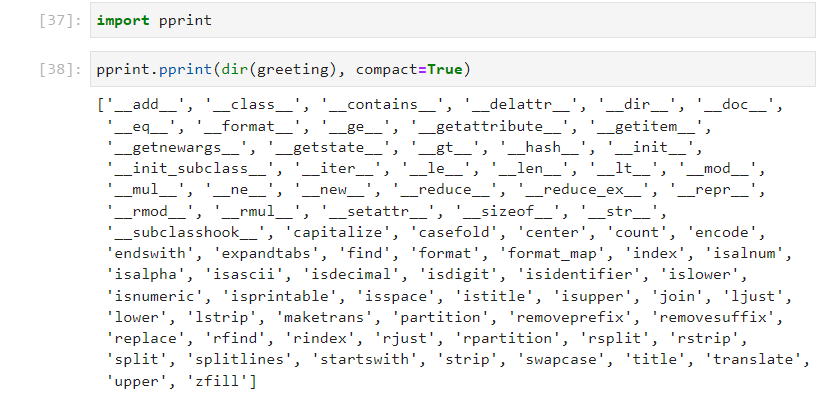 [37]: import pprint
[38]: pprint.pprint(dir(greeting), compact=True)
['__add__', '__class__', '__contains__', '__delattr__', '__dir__', '__doc__',
'__eq__', '__format__', '__ge__', '__getattribute__', '__getitem__',
'__getnewargs__', '__getstate__', '__gt__', '__hash__', '__init__',
'__init_subclass__', '__iter__', '__le__', '__len__', '__lt__', '__mod__',
'__mul__', '__ne__', '__new__', '__reduce__', '__reduce_ex__', '__repr__',
'__rmod__', '__rmul__', '__setattr__', '__sizeof__', '__str__',
'__subclasshook__', 'capitalize', 'casefold', 'center', 'count', 'encode',
'endswith', 'expandtabs', 'find', 'format', 'format_map', 'index', 'isalnum',
'isalpha', 'isascii', 'isdecimal', 'isdigit', 'isidentifier', 'islower',
'isnumeric', 'isprintable', 'isspace', 'istitle', 'isupper', 'join', 'ljust',
'lower', 'lstrip', 'maketrans', 'partition', 'removeprefix', 'removesuffix',
'replace', 'rfind', 'rindex', 'rjust', 'rpartition', 'rsplit', 'rstrip',
'split', 'splitlines', 'startswith', 'strip', 'swapcase', 'title', 'translate',
'upper', 'zfill']